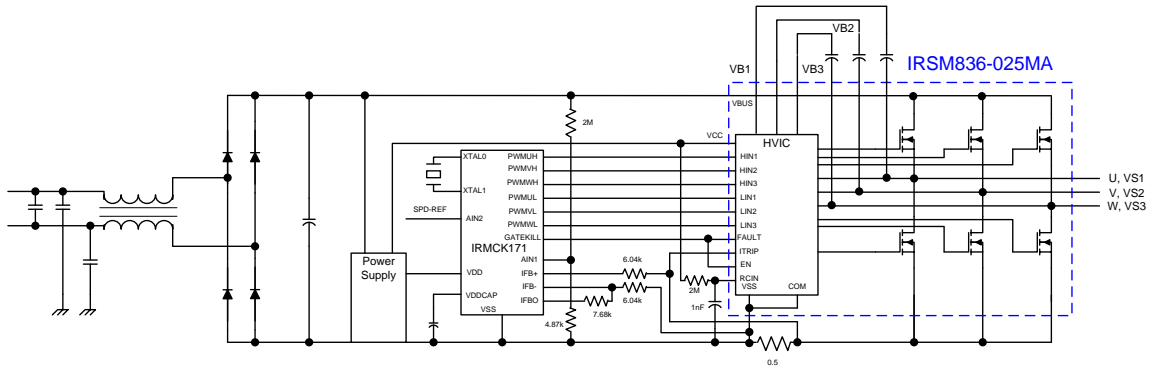 VB2
VB1
VB3
IRSM836-025MA
VBUS
2M
VCC
HVIC
XTAL0
PWMUH
HIN1
PWMVH
HIN2
XTAL1
PWMWH
HIN3
U, VS1
SPD-REF
PWMUL
LIN1
V, VS2
AIN2
PWMVL
LIN2
W, VS3
PWMWL
LIN3
GATEKILL
FAULT
IRMCK171
ITRIP
Power
Supply
AIN1
6.04k
EN
VDD
IFB+
RCIN
IFB-
2M
VSS
COM
VDDCAP
IFBO
6.04k
1nF
VSS
7.68k
4.87k
0.5